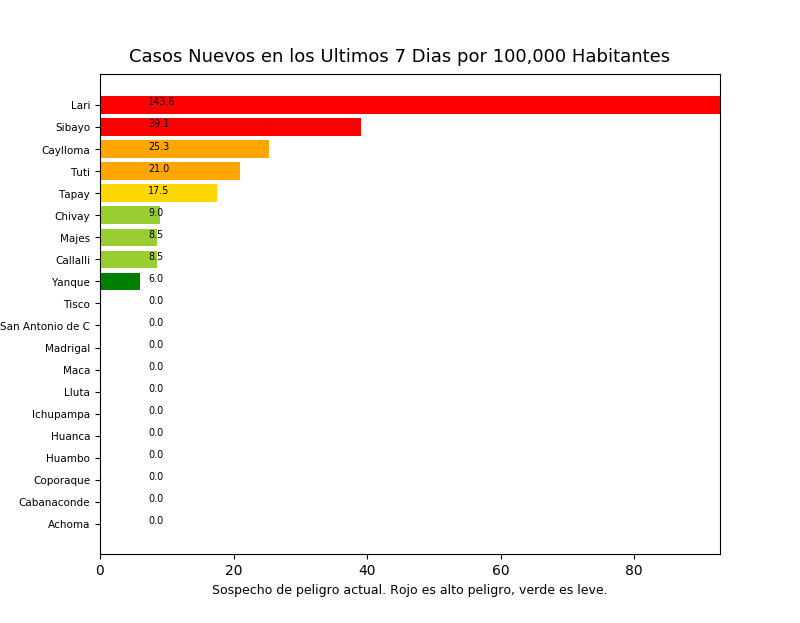 Casos Nuevos en los Ultimos 7 Dias por 100,000 Habitantes
Lari 143.6
Sibayo 39.1
Caylloma 25.3
Tuti 21.0
Tapay 17.5
Chivay 9.0
Majes 8.5
Callalli 8.5
Yanque 6.0
Tisco 0.0
San Antonio de C 0.0
Madrigal 0.0
Maca 0.0
Lluta 0.0
Ichupampa 0.0
Huanca 0.0
Huambo 0.0
Coporaque 0.0
Cabanaconde 0.0
Achoma 0.0
0 20 40 60 80
Sospecho de peligro actual. Rojo es alto peligro, verde es leve.